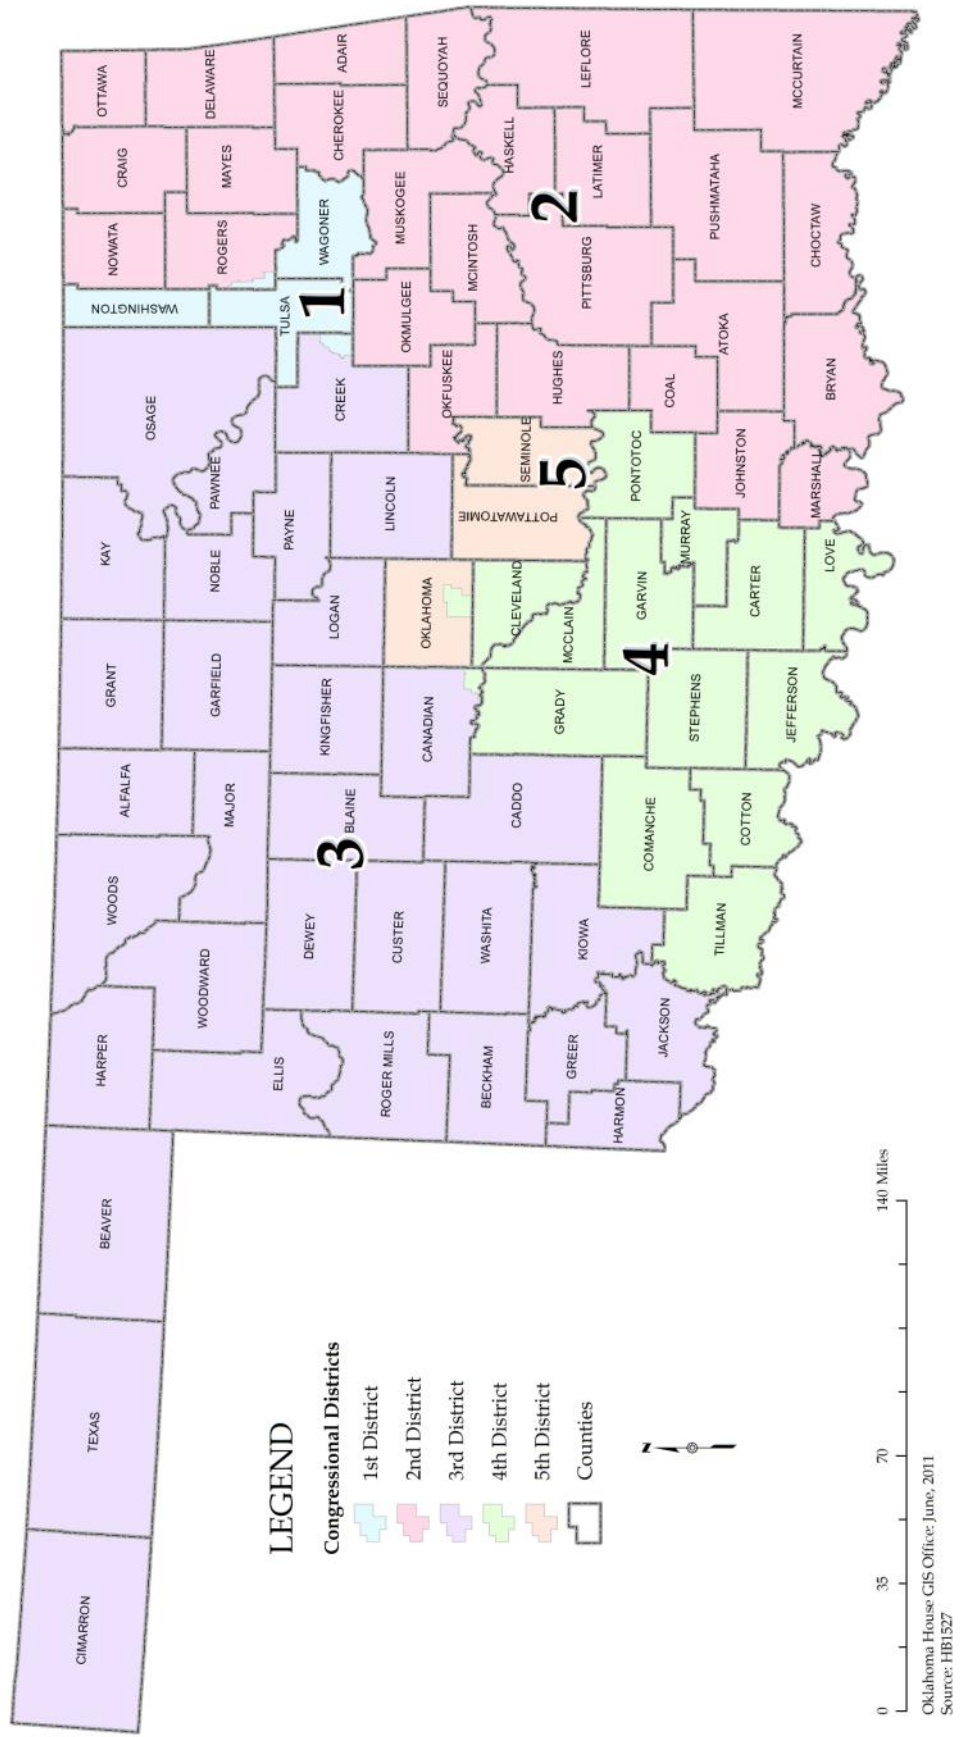 CIMARRON
TEXAS
BEAVER
HARPER
WOODS
ALFALFA
GRANT
KAY
OSAGE
WASHINGTON
NOWATA
CRAIG
OTTAWA
ELLIS
WOODWARD
MAJOR
GARFIELD
NOBLE
PAWNEE
ROGERS
MAYES
DELAWARE
ROGER MILLS
DEWEY
BLAINE
3
KINGFISHER
LOGAN
PAYNE
CREEK
TULSA
1
WAGONER
CHEROKEE
ADAIR
BECKHAM
CUSTER
CANADIAN
OKLAHOMA
LINCOLN
OKFUSKEE
OKMULGEE
MUSKOGEE
SEQUOYAH
HARMON
GREER
WASHITA
CADDO
GRADY
MCCLAIN
CLEVELAND
POTTAWATOMIE
SEMINOLE
5
HUGHES
MCINTOSH
HASKELL
2
JACKSON
KIOWA
COMANCHE
STEPHENS
4
GARVIN
MURRAY
PONTOTOC
COAL
PITTSBURG
LATIMER
LEFLORE
TILLMAN
COTTON
JEFFERSON
CARTER
LOVE
JOHNSTON
MARSHALL
ATOKA
BRYAN
PUSHMATAHA
CHOCTAW
MCCURTAIN
LEGEND
Congressional Districts
1st District
2nd District
3rd District
4th District
5th District
Counties
N
0 35 70 140 Miles
Oklahoma House GIS Office: June, 2011
Source: HB1527